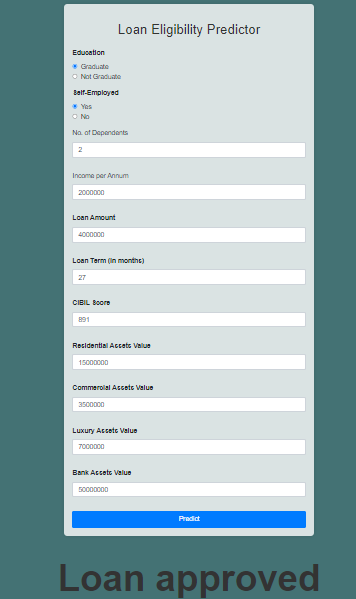 Loan Eligibility Predictor
Education
Graduate
Not Graduate
Self-Employed
Yes
No
No. of Dependents
2
Income per Annum
2000000
Loan Amount
4000000
Loan Term (in months)
27
CIBIL Score
891
Residential Assets Value
15000000
Commercial Assets Value
3500000
Luxury Assets Value
7000000
Bank Assets Value
50000000
Predict
Loan approved